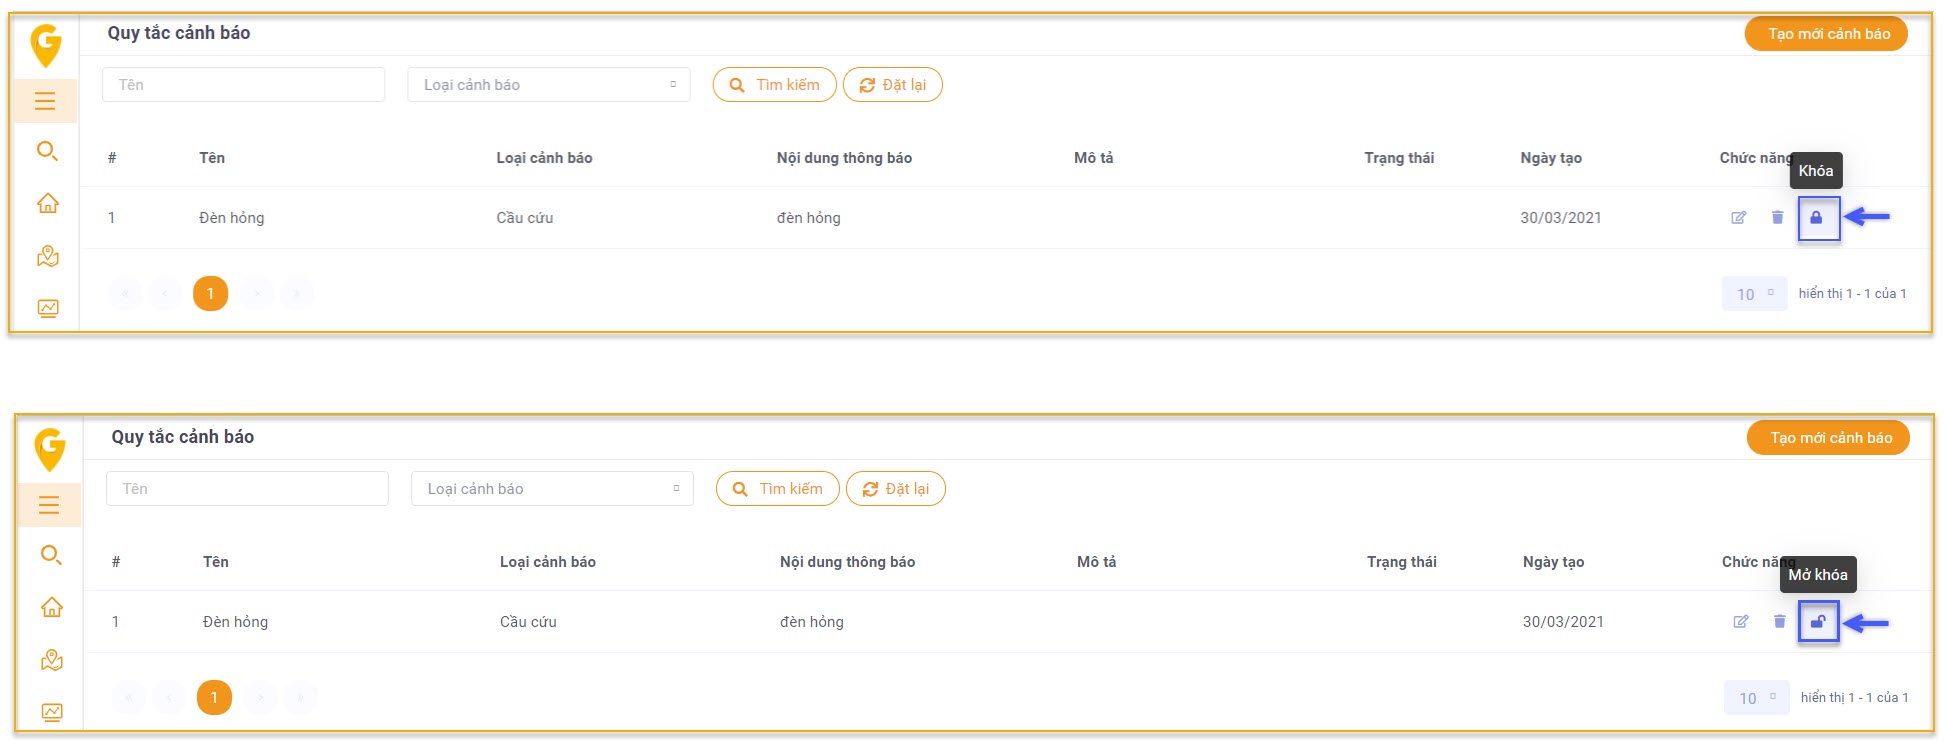 Quy tắc cảnh báo
Tạo mới cảnh báo
Tên
Loại cảnh báo
Tìm kiếm
Đặt lại
# Tên Loại cảnh báo Nội dung thông báo Mô tả Trạng thái Ngày tạo Chức năng
Khóa
1 Đèn hỏng Cầu cứu đèn hỏng 30/03/2021
« ‹ 1 › »
10 hiển thị 1 - 1 của 1
Quy tắc cảnh báo
Tạo mới cảnh báo
Tên
Loại cảnh báo
Tìm kiếm
Đặt lại
# Tên Loại cảnh báo Nội dung thông báo Mô tả Trạng thái Ngày tạo Chức năng
Mở khóa
1 Đèn hỏng Cầu cứu đèn hỏng 30/03/2021
« ‹ 1 › »
10 hiển thị 1 - 1 của 1